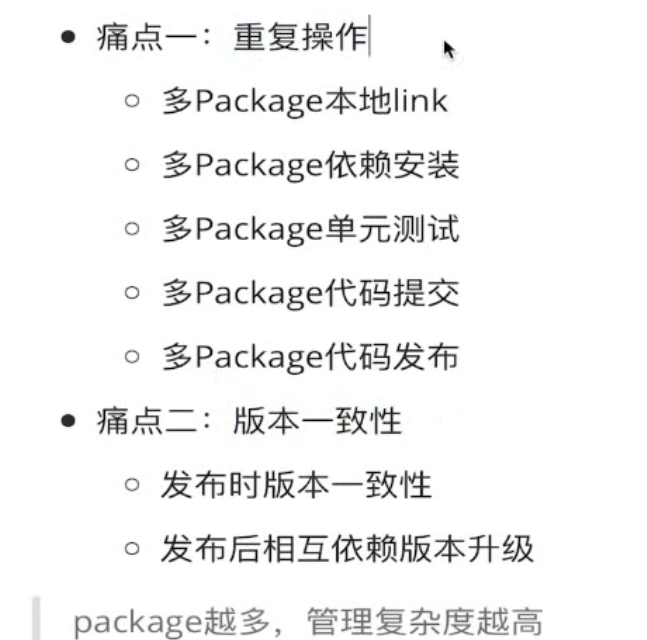 痛点一：重复操作
多Package本地link
多Package依赖安装
多Package单元测试
多Package代码提交
多Package代码发布
痛点二：版本一致性
发布时版本一致性
发布后相互依赖版本升级
package越多，管理复杂度越高